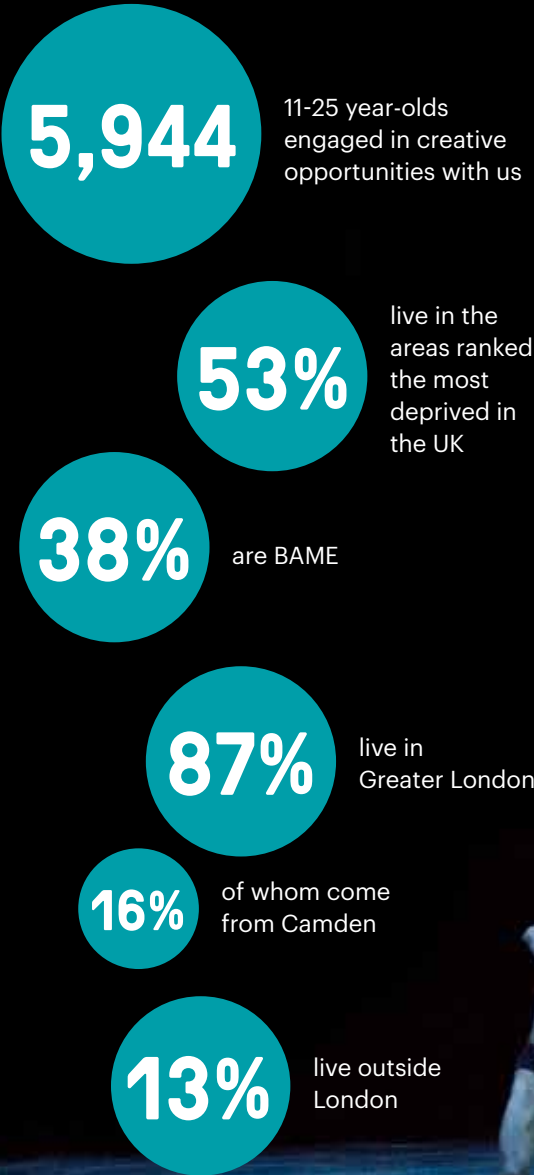 5,944
11-25 year-olds
engaged in creative
opportunities with us
53%
live in the
areas ranked
the most
deprived in
the UK
38%
are BAME
87%
live in
Greater London
16%
of whom come
from Camden
13%
live outside
London